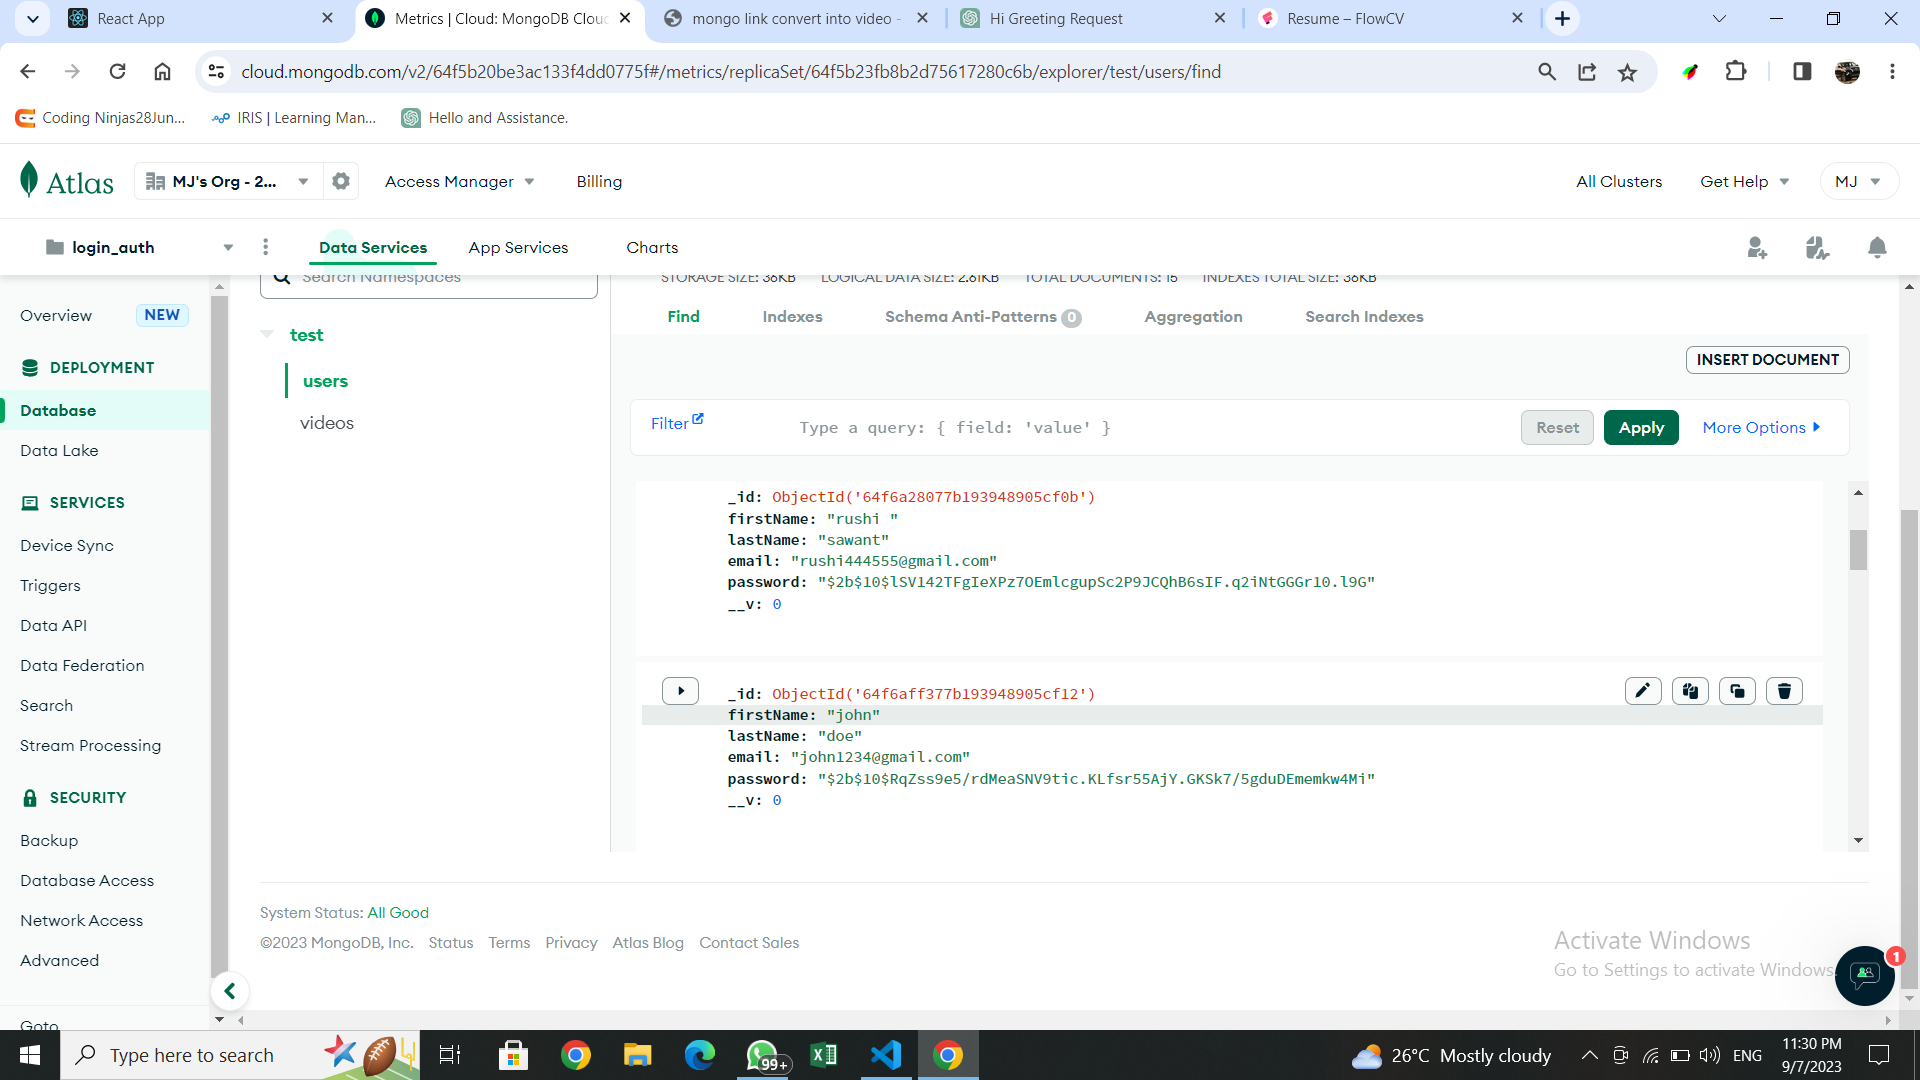 React App
Metrics | Cloud: MongoDB Cloud
mongo link convert into video -
Hi Greeting Request
Resume – FlowCV
cloud.mongodb.com/v2/64f5b20be3ac133f4dd0775f#/metrics/replicaSet/64f5b23fb8b2d75617280c6b/explorer/test/users/find
Coding Ninjas28Jun...
IRIS | Learning Man...
Hello and Assistance.
Atlas
MJ's Org - 2...
Access Manager
Billing
All Clusters
Get Help
MJ
login_auth
Data Services
App Services
Charts
Search Namespaces
STORAGE SIZE: 36KB
LOGICAL DATA SIZE: 2.61KB
TOTAL DOCUMENTS: 15
INDEXES TOTAL SIZE: 36KB
Overview
NEW
DEPLOYMENT
Database
Data Lake
SERVICES
Device Sync
Triggers
Data API
Data Federation
Search
Stream Processing
SECURITY
Backup
Database Access
Network Access
Advanced
Goto
test
users
videos
Find
Indexes
Schema Anti-Patterns 0
Aggregation
Search Indexes
INSERT DOCUMENT
Filter
Type a query: { field: 'value' }
Reset
Apply
More Options
_id: ObjectId('64f6a28077b193948905cf0b')
firstName: "rushi "
lastName: "sawant"
email: "rushi444555@gmail.com"
password: "$2b$10$lSV142TFgIeXPz7OEmlcgupSc2P9JCQhB6sIF.q2iNtGGGr10.l9G"
__v: 0
_id: ObjectId('64f6aff377b193948905cf12')
firstName: "john"
lastName: "doe"
email: "john1234@gmail.com"
password: "$2b$10$RqZss9e5/rdMeaSNV9tic.KLfsr55AjY.GKSk7/5gduDEmemkw4Mi"
__v: 0
System Status: All Good
©2023 MongoDB, Inc.
Status
Terms
Privacy
Atlas Blog
Contact Sales
Activate Windows
Go to Settings to activate Windows.
1
Type here to search
99+
26°C Mostly cloudy
ENG
11:30 PM
9/7/2023